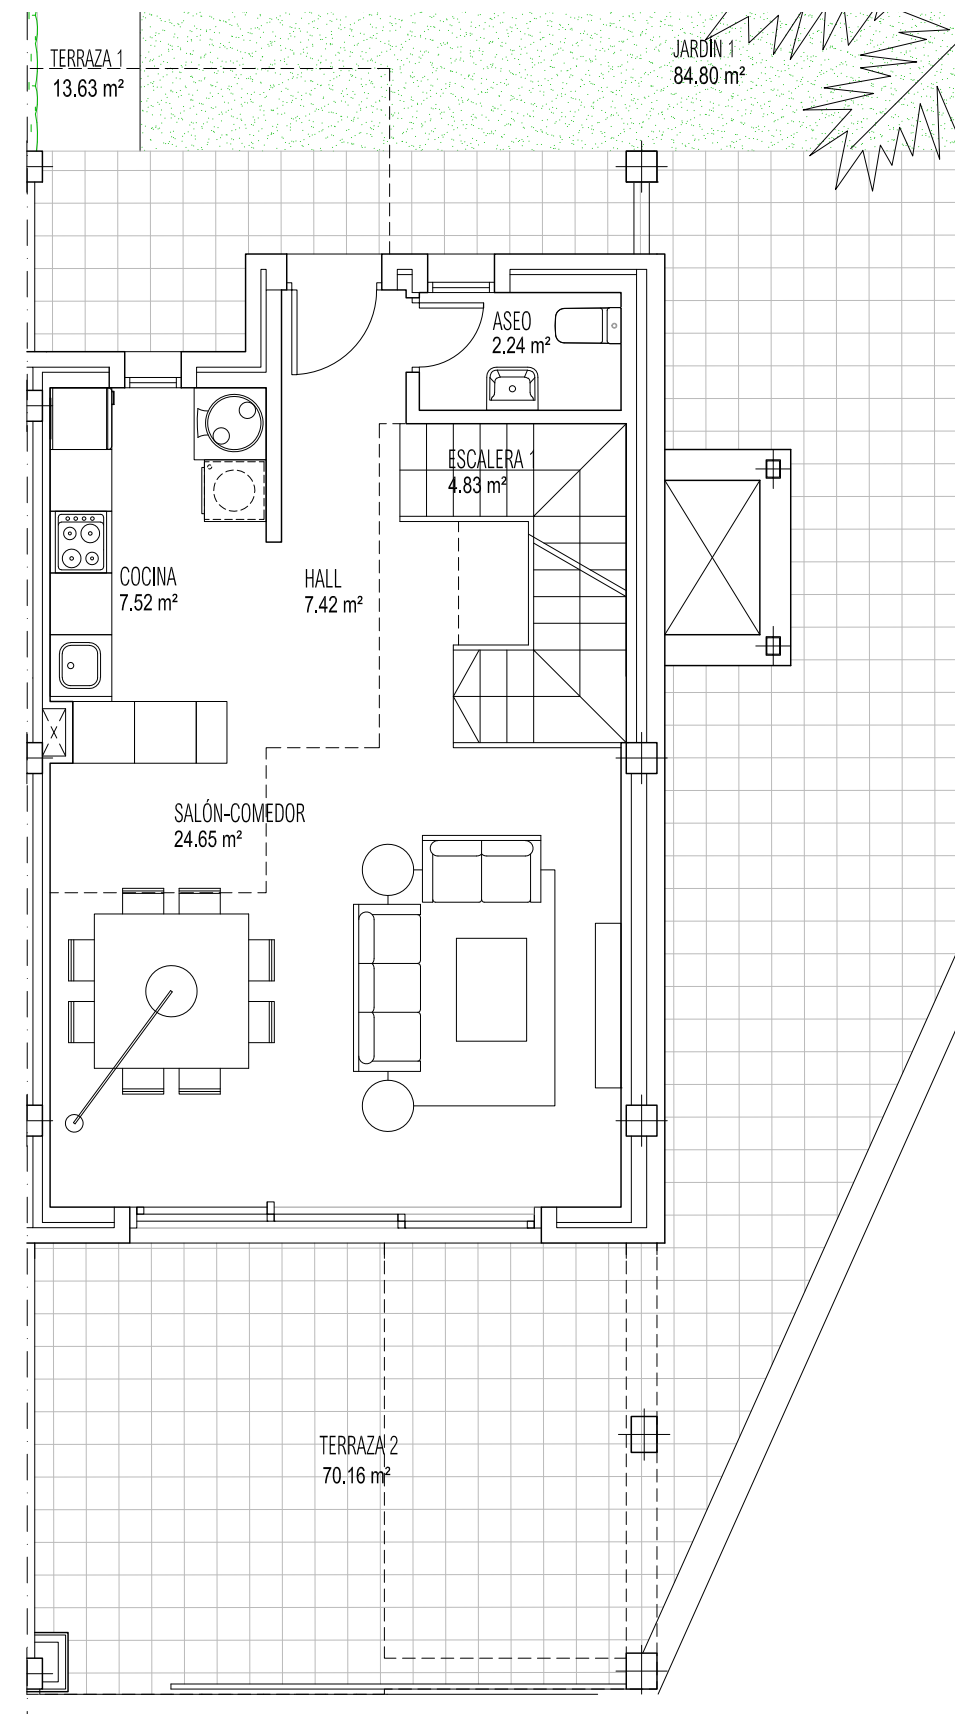 TERRAZA 1
13.63 m²
JARDÍN 1
84.80 m²
ASEO
2.24 m²
ESCALERA 1
4.83 m²
COCINA
7.52 m²
HALL
7.42 m²
SALÓN-COMEDOR
24.65 m²
TERRAZA 2
70.16 m²